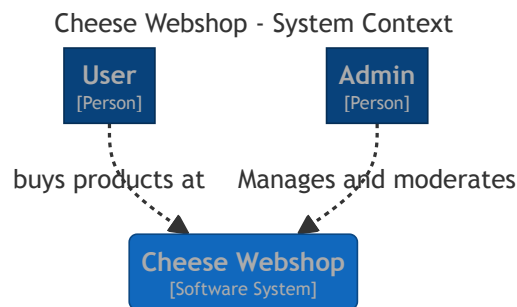 Cheese Webshop - System Context
User
[Person]
Admin
[Person]
buys products at
Manages and moderates
Cheese Webshop
[Software System]